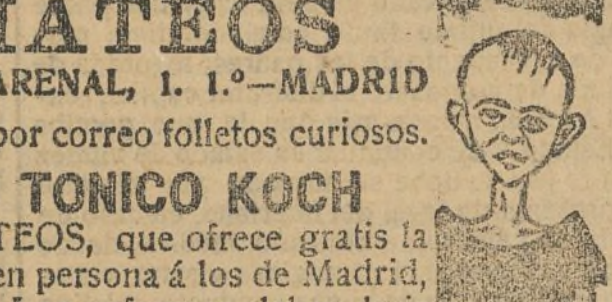 MATEOS
ARENAL, 1. 1.º—MADRID
por correo folletos curiosos.
TONICO KOCH
TEOS, que ofrece gratis la
en persona á los de Madrid,